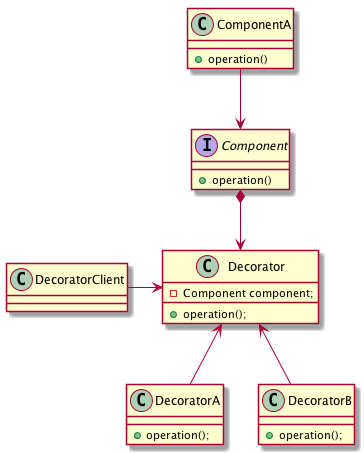 C ComponentA
operation()
I Component
operation()
C Decorator
Component component;
operation();
C DecoratorClient
C DecoratorA
operation();
C DecoratorB
operation();